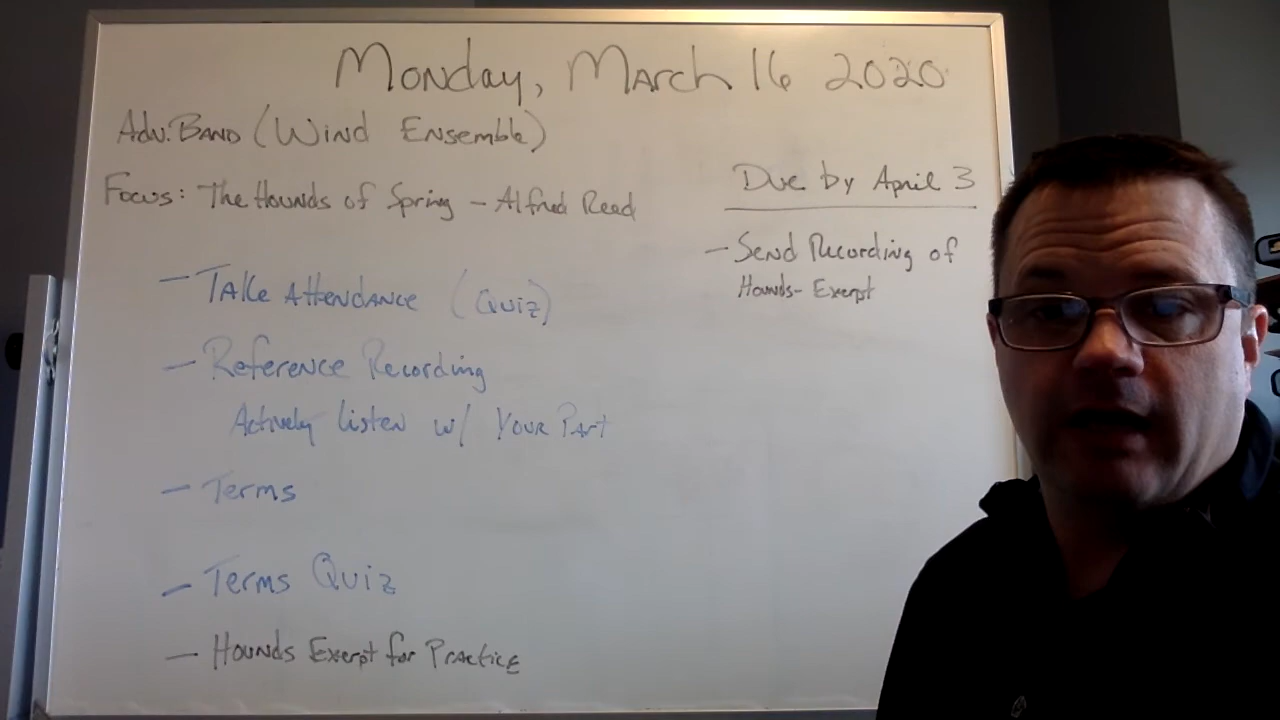 Monday, March 16 2020
Adv. Band (Wind Ensemble)
Focus: The Hounds of Spring - Alfred Reed
- Take Attendance (Quiz)
- Reference Recording
Actively listen w/ Your Part
- Terms
- Terms Quiz
- Hounds Exerpt for Practice
Due by April 3
- Send Recording of
Hounds- Exerpt